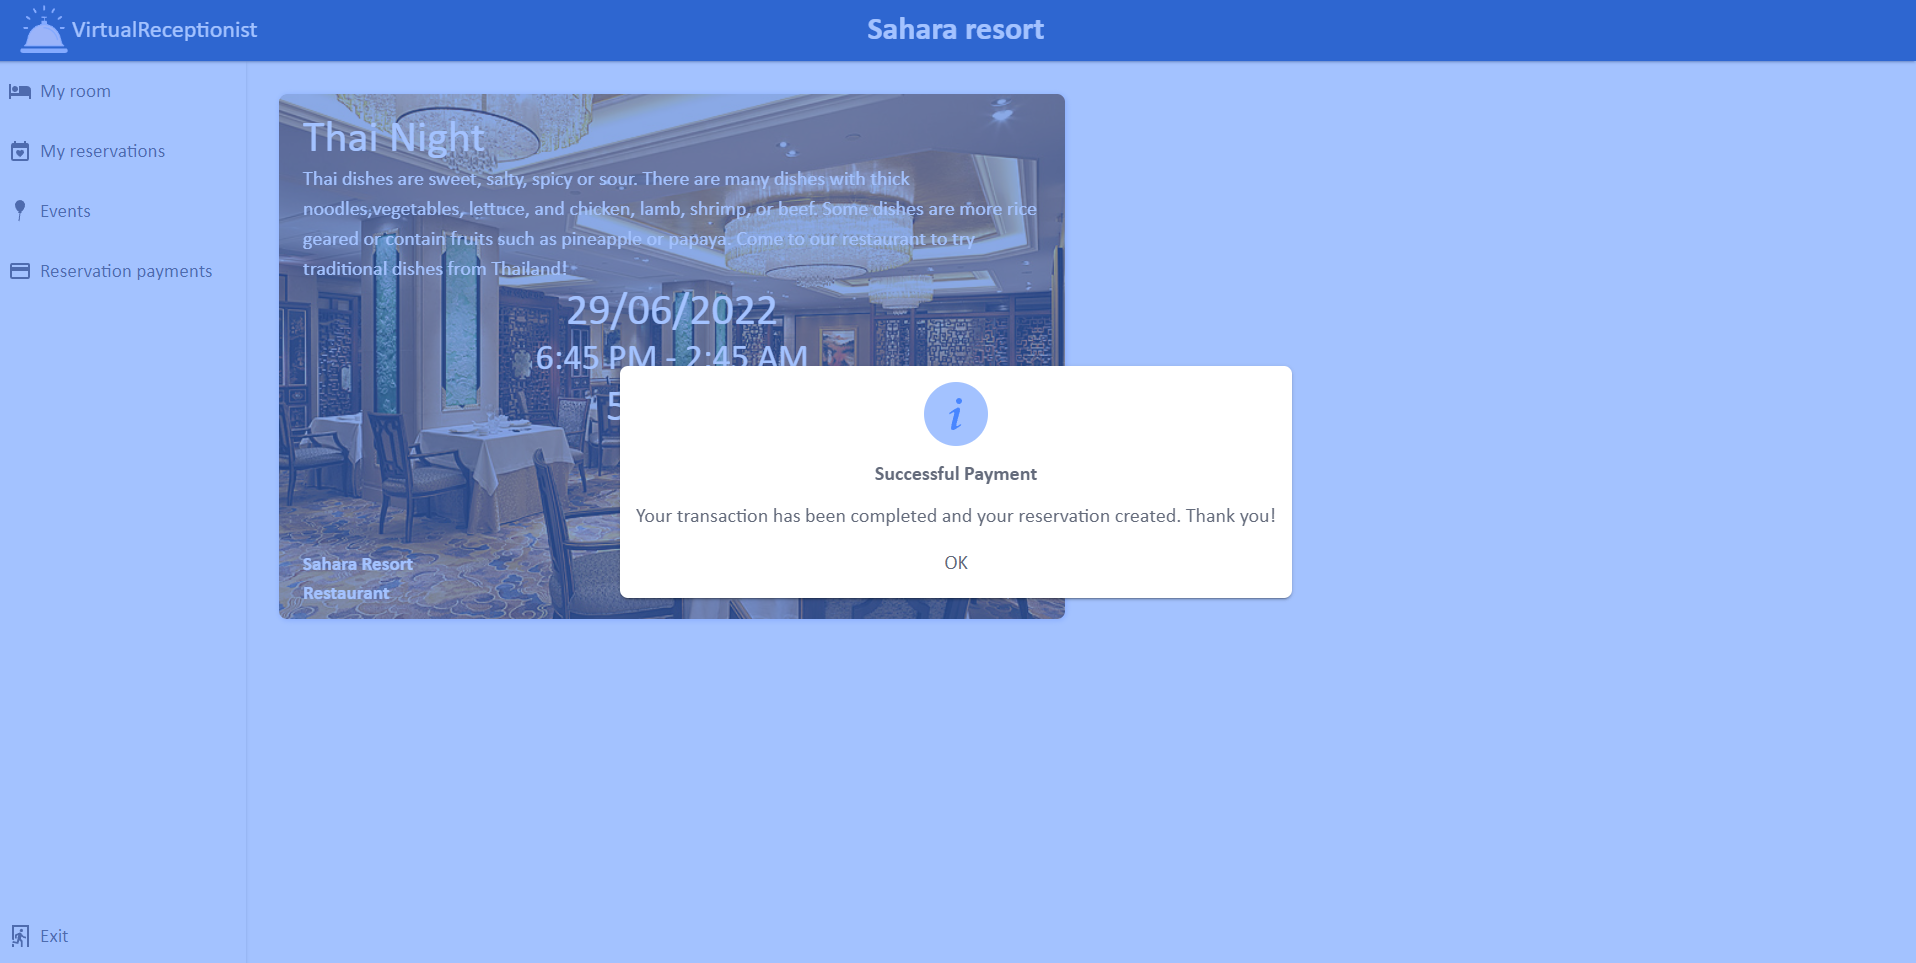 VirtualReceptionist
Sahara resort
My room
My reservations
Events
Reservation payments
Exit
Thai Night
Thai dishes are sweet, salty, spicy or sour. There are many dishes with thick
noodles,vegetables, lettuce, and chicken, lamb, shrimp, or beef. Some dishes are more rice
geared or contain fruits such as pineapple or papaya. Come to our restaurant to try
traditional dishes from Thailand!
29/06/2022
6:45 PM - 2:45 AM
Sahara Resort
Restaurant
i
Successful Payment
Your transaction has been completed and your reservation created. Thank you!
OK